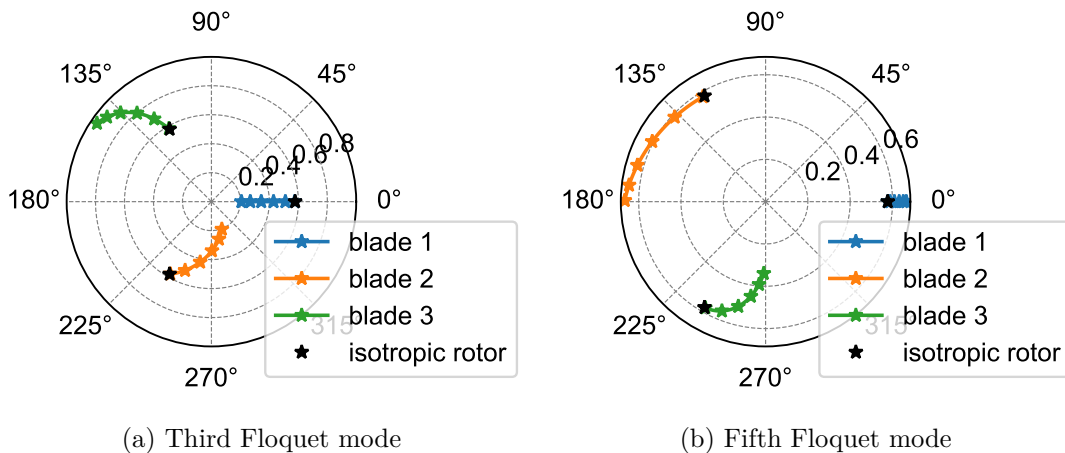 90°
135°
45°
0.2
0.4
0.6
0.8
180°
0°
225°
315
270°
blade 1
blade 2
blade 3
isotropic rotor
(a) Third Floquet mode
90°
135°
45°
0.2
0.4
0.6
180°
0°
225°
315
270°
blade 1
blade 2
blade 3
isotropic rotor
(b) Fifth Floquet mode